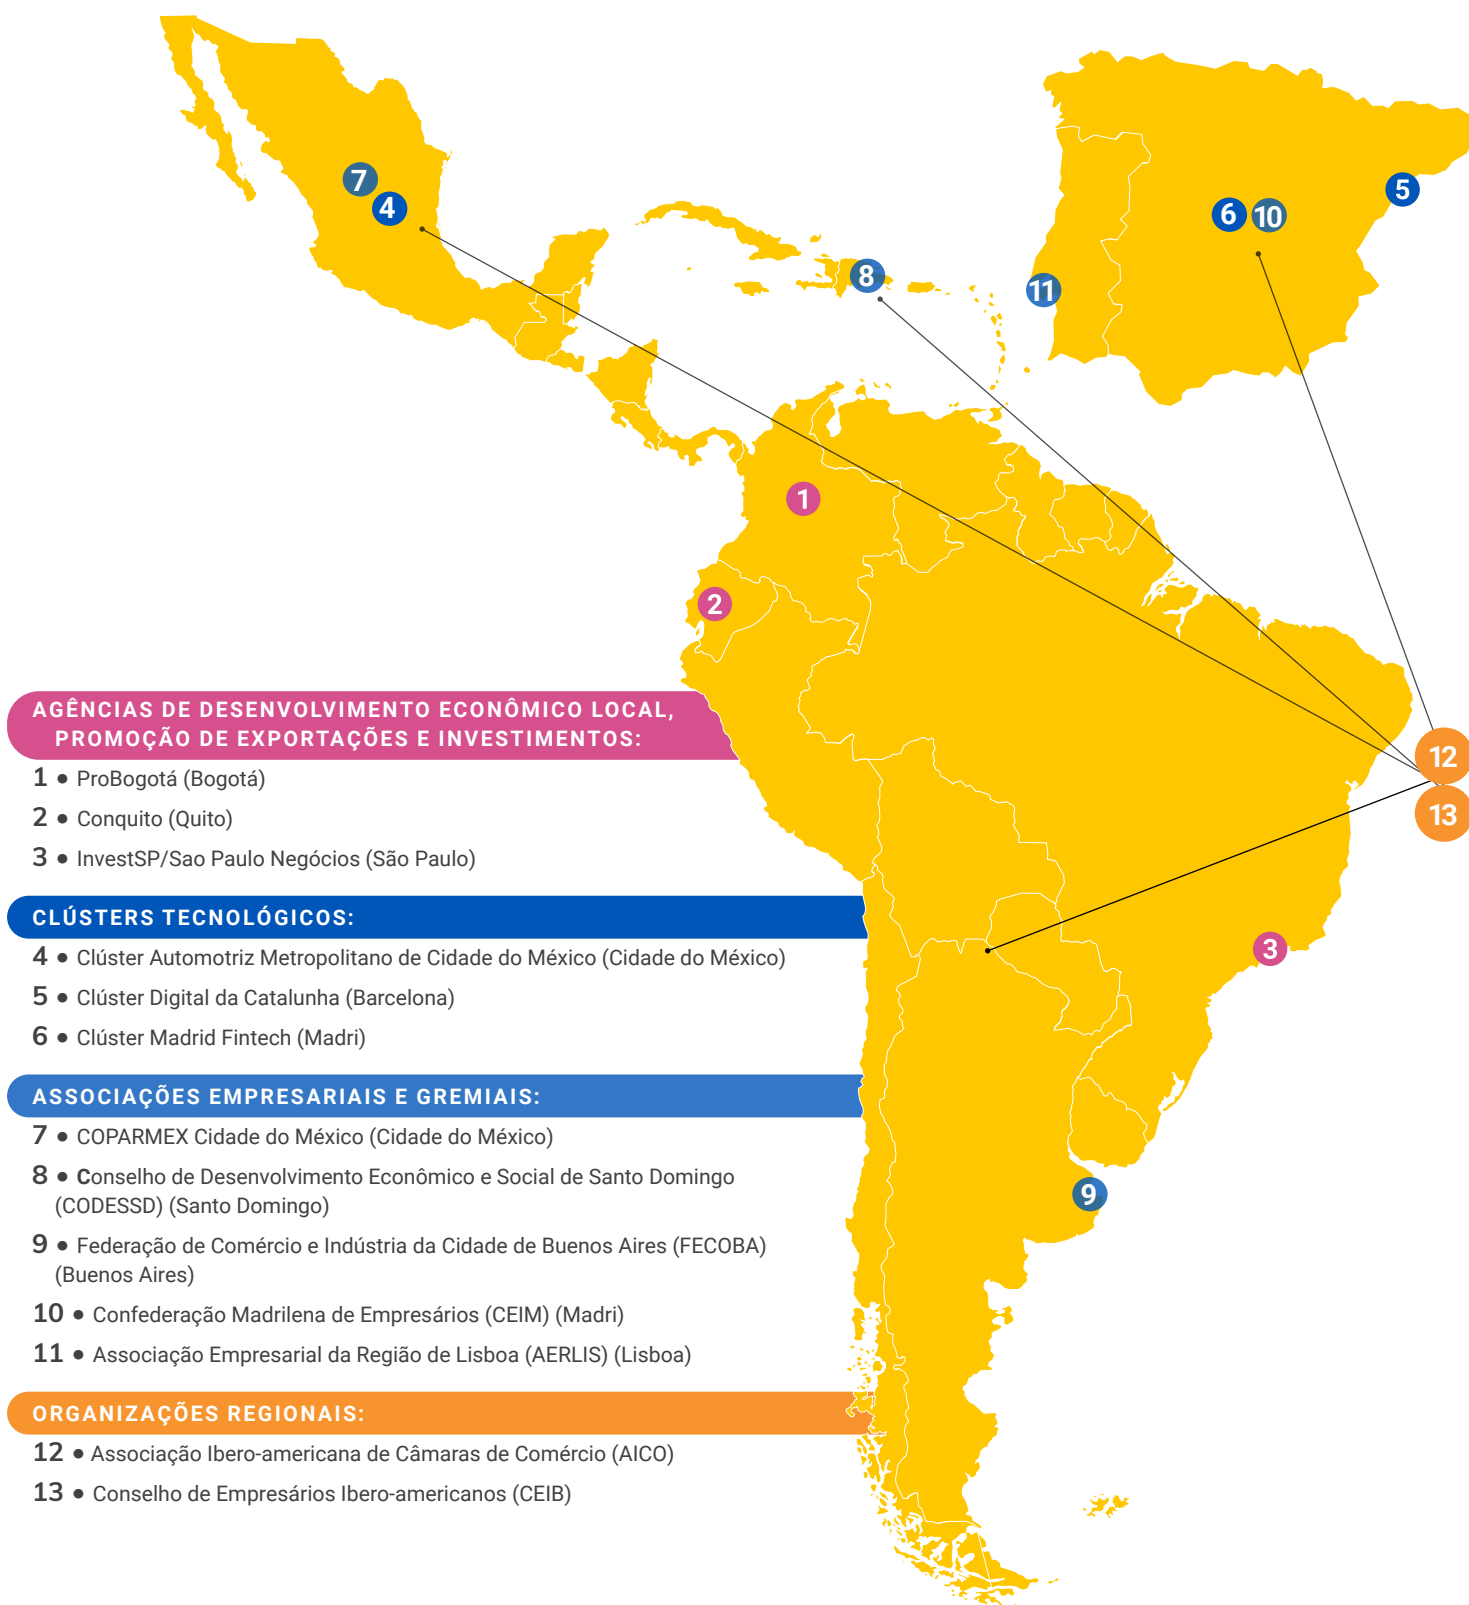 7
4
8
6
10
5
11
1
2
12
13
3
9
AGÊNCIAS DE DESENVOLVIMENTO ECONÔMICO LOCAL,
PROMOÇÃO DE EXPORTAÇÕES E INVESTIMENTOS:
1 • ProBogotá (Bogotá)
2 • Conquito (Quito)
3 • InvestSP/Sao Paulo Negócios (São Paulo)
CLÚSTERS TECNOLÓGICOS:
4 • Clúster Automotriz Metropolitano de Cidade do México (Cidade do México)
5 • Clúster Digital da Catalunha (Barcelona)
6 • Clúster Madrid Fintech (Madri)
ASSOCIAÇÕES EMPRESARIAIS E GREMIAIS:
7 • COPARMEX Cidade do México (Cidade do México)
8 • Conselho de Desenvolvimento Econômico e Social de Santo Domingo
(CODESSD) (Santo Domingo)
9 • Federação de Comércio e Indústria da Cidade de Buenos Aires (FECOBA)
(Buenos Aires)
10 • Confederação Madrilena de Empresários (CEIM) (Madri)
11 • Associação Empresarial da Região de Lisboa (AERLIS) (Lisboa)
ORGANIZAÇÕES REGIONAIS:
12 • Associação Ibero-americana de Câmaras de Comércio (AICO)
13 • Conselho de Empresários Ibero-americanos (CEIB)